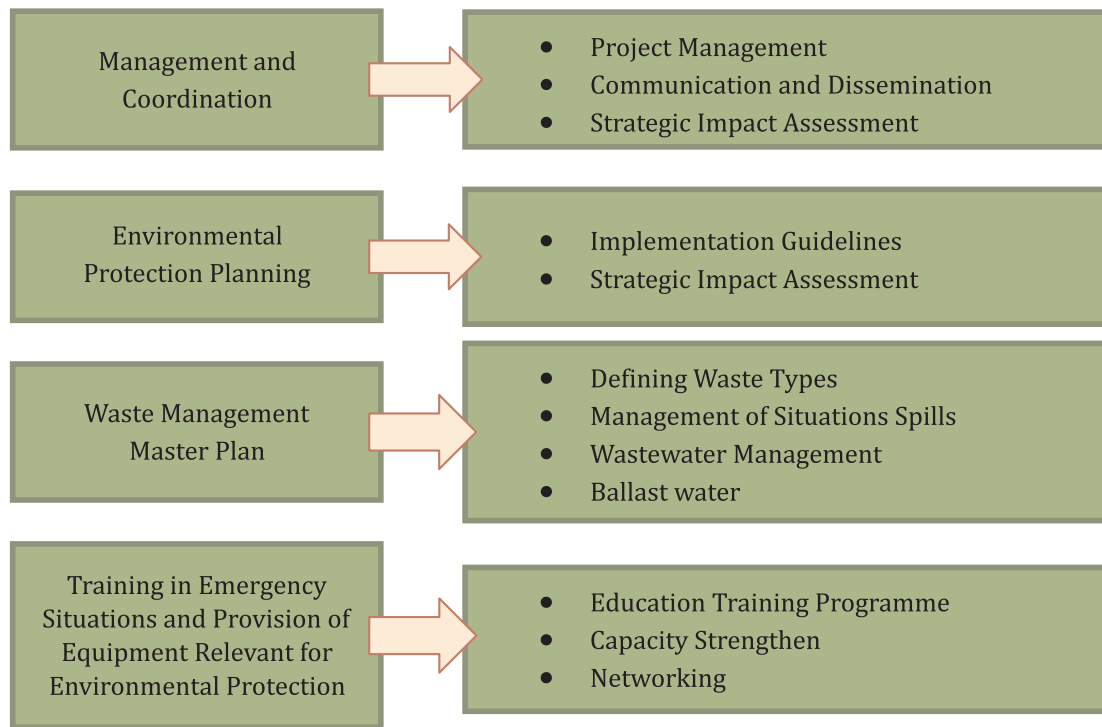 Management and
Coordination
● Project Management
● Communication and Dissemination
● Strategic Impact Assessment
Environmental
Protection Planning
● Implementation Guidelines
● Strategic Impact Assessment
Waste Management
Master Plan
● Defining Waste Types
● Management of Situations Spills
● Wastewater Management
● Ballast water
Training in Emergency
Situations and Provision of
Equipment Relevant for
Environmental Protection
● Education Training Programme
● Capacity Strengthen
● Networking